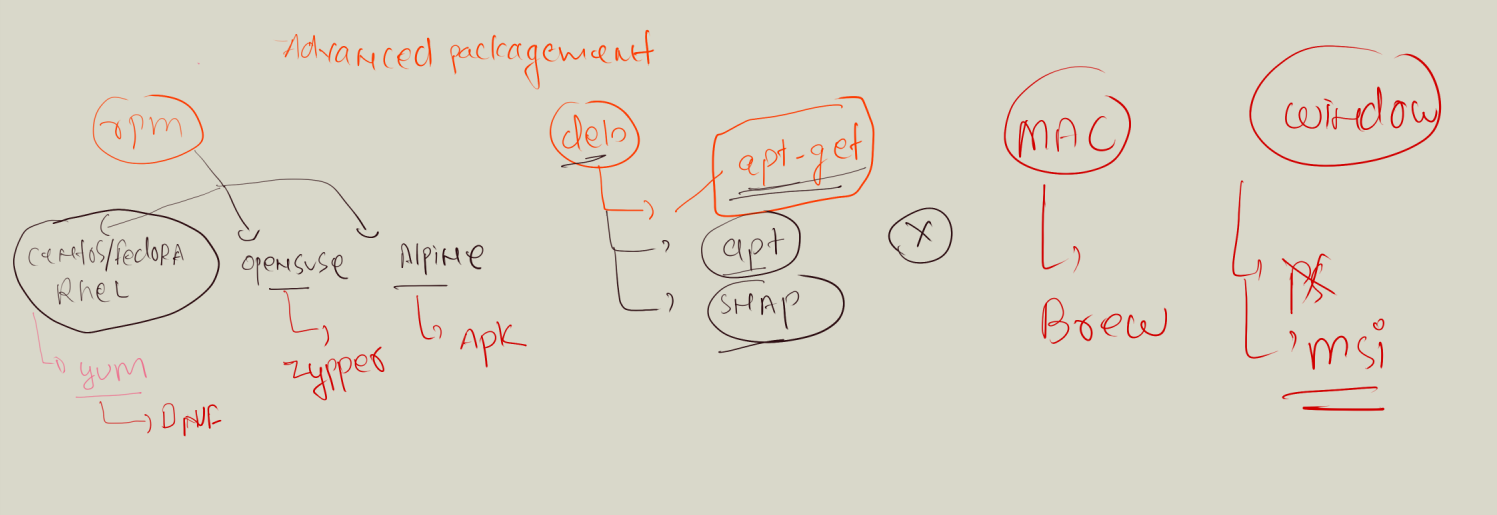 Advanced packagement
rpm
centos/fedora
Rhel
yum
DNF
opensuse
zypper
Alpine
Apk
deb
apt-get
apt
SNAP
X
MAC
Brew
window
msi